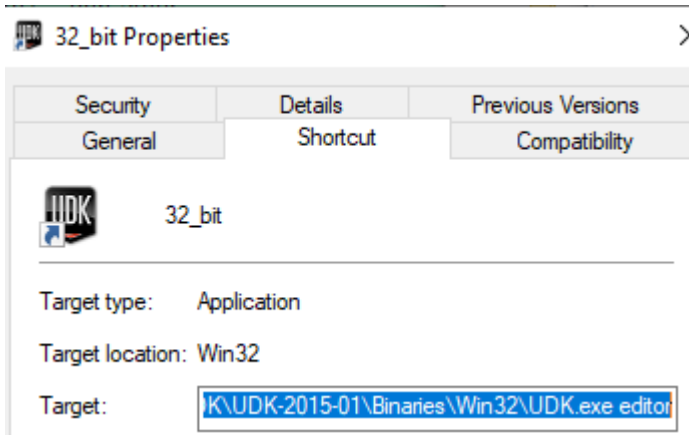 32_bit Properties
Security Details Previous Versions
General Shortcut Compatibility
UDK 32_bit
Target type: Application
Target location: Win32
Target: K\UDK-2015-01\Binaries\Win32\UDK.exe editor